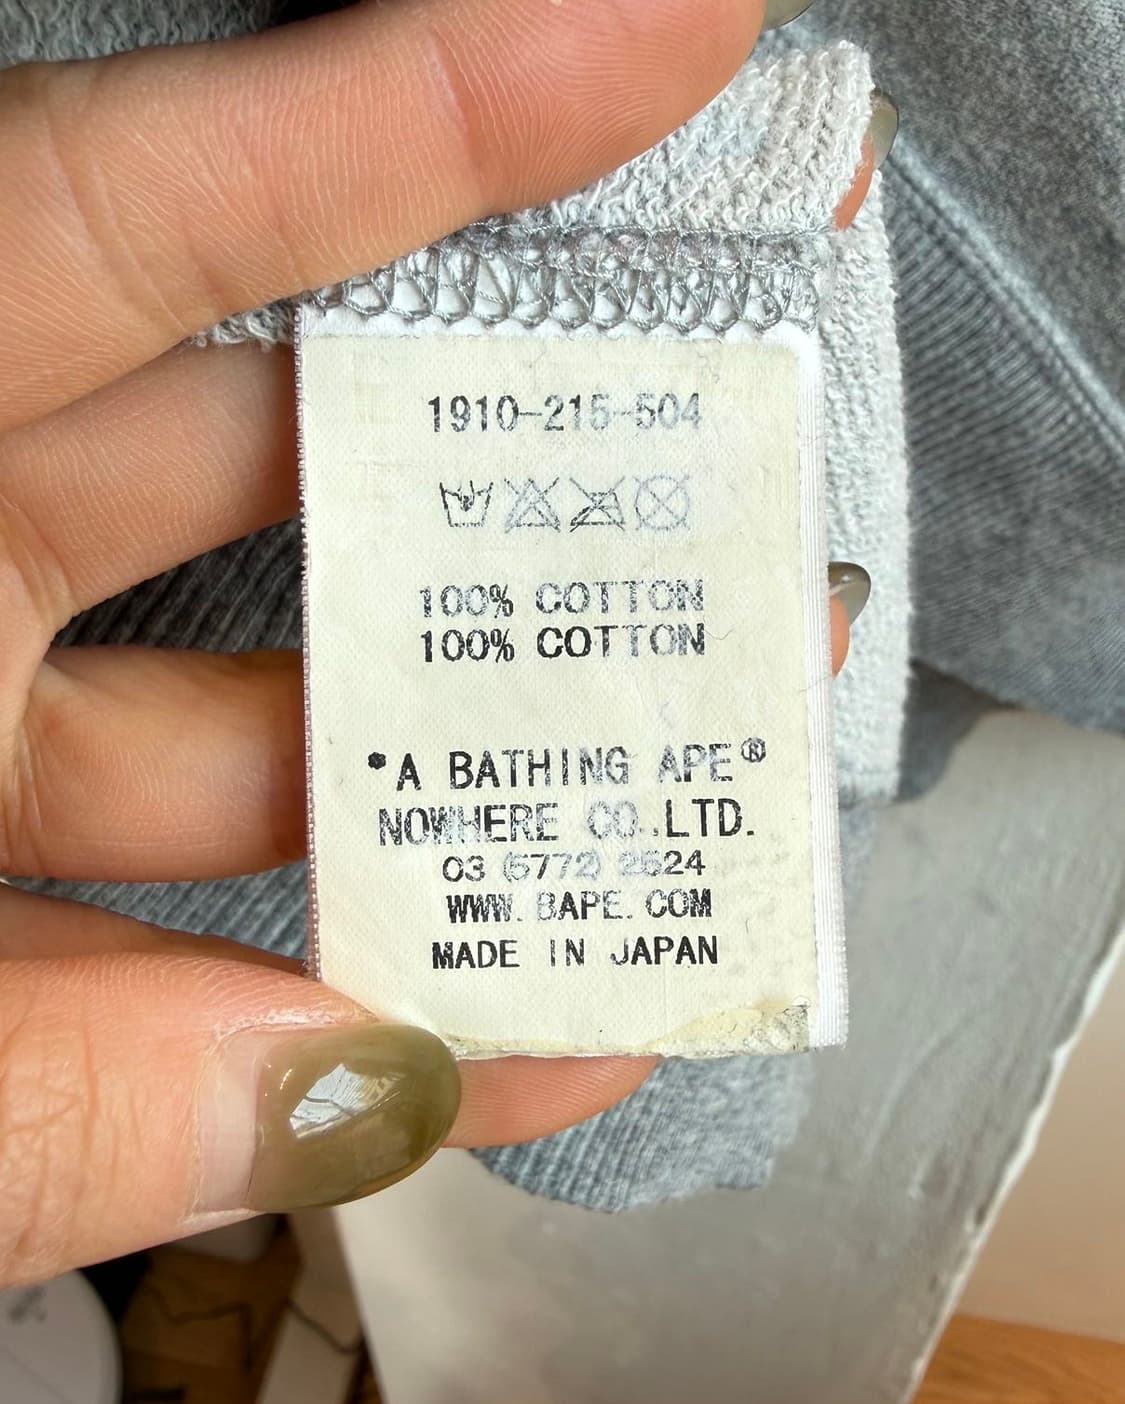 1910-215-504
100% COTTON
100% COTTON
•A BATHING APE®
NOWHERE CO.,LTD.
03 (5772) 2524
WWW. BAPE. COM
MADE IN JAPAN